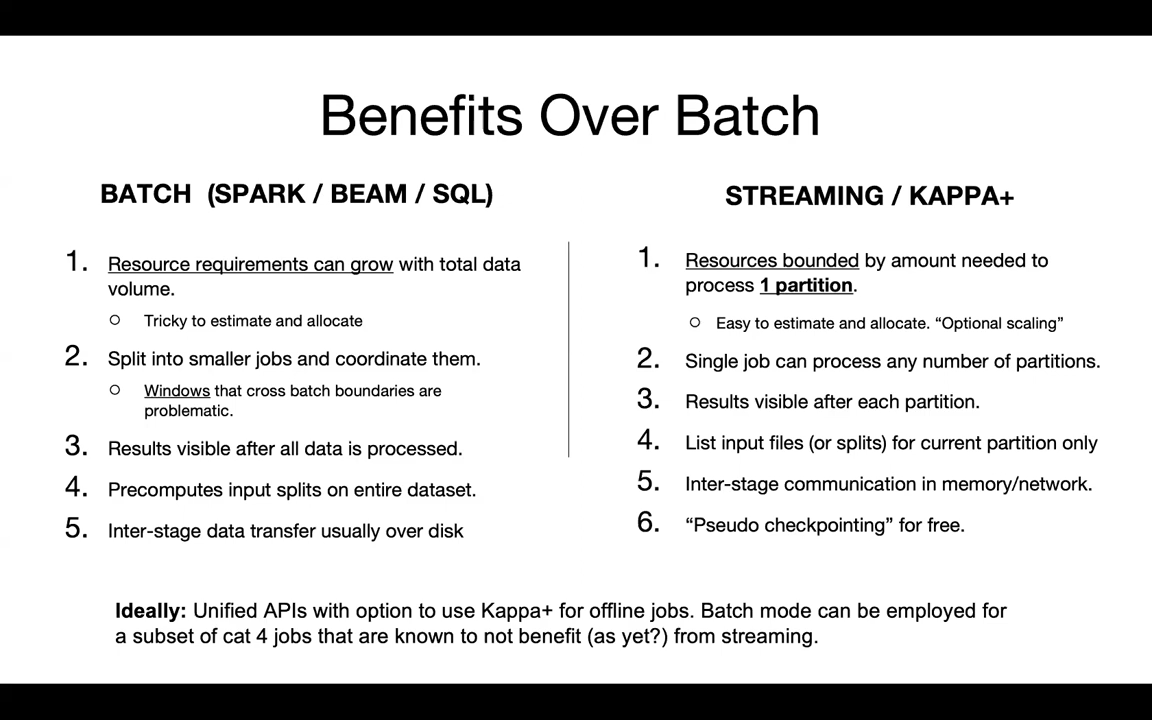 Benefits Over Batch
BATCH (SPARK / BEAM / SQL)
1. Resource requirements can grow with total data
volume.
○ Tricky to estimate and allocate
2. Split into smaller jobs and coordinate them.
○ Windows that cross batch boundaries are
problematic.
3. Results visible after all data is processed.
4. Precomputes input splits on entire dataset.
5. Inter-stage data transfer usually over disk
STREAMING / KAPPA+
1. Resources bounded by amount needed to
process 1 partition.
○ Easy to estimate and allocate. “Optional scaling”
2. Single job can process any number of partitions.
3. Results visible after each partition.
4. List input files (or splits) for current partition only
5. Inter-stage communication in memory/network.
6. “Pseudo checkpointing” for free.
Ideally: Unified APIs with option to use Kappa+ for offline jobs. Batch mode can be employed for
a subset of cat 4 jobs that are known to not benefit (as yet?) from streaming.